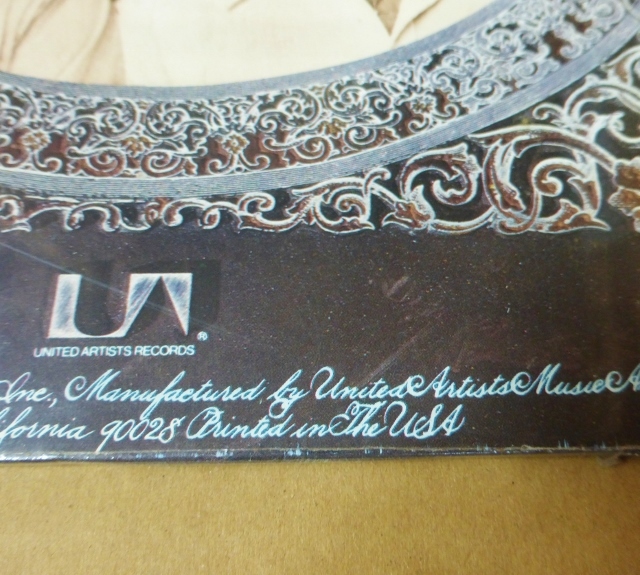 UA®
UNITED ARTISTS RECORDS
Inc., Manufactured by United Artists Music A
fornia 90028 Printed in The USA